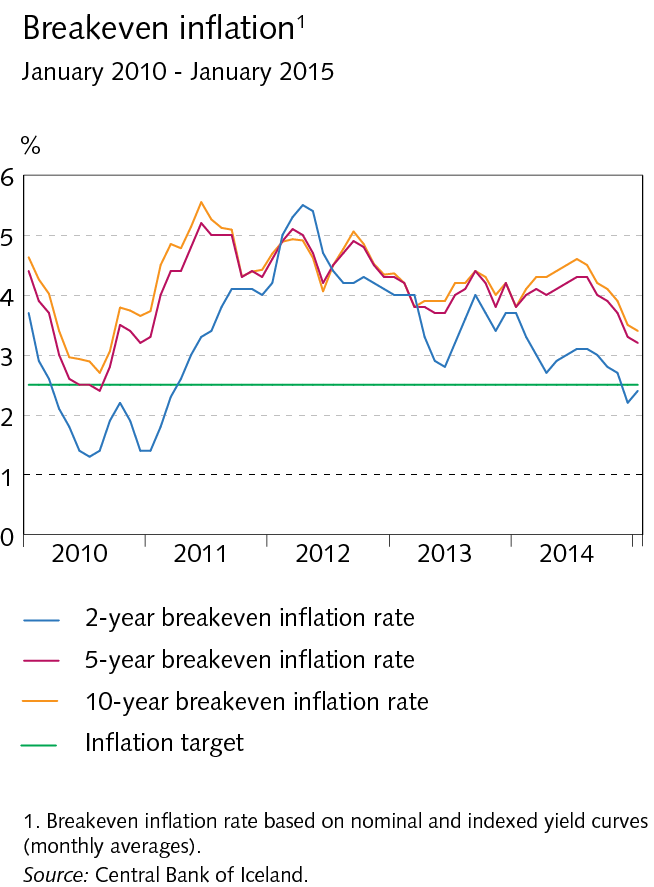 Breakeven inflation¹
January 2010 - January 2015
%
6
5
4
3
2
1
0
2010 2011 2012 2013 2014
2-year breakeven inflation rate
5-year breakeven inflation rate
10-year breakeven inflation rate
Inflation target
1. Breakeven inflation rate based on nominal and indexed yield curves
(monthly averages).
Source: Central Bank of Iceland.